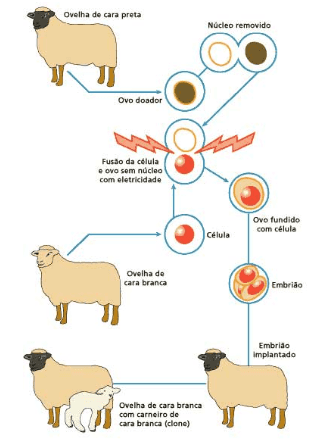 Ovelha de cara preta
Núcleo removido
Ovo doador
Fusão da célula
e ovo sem núcleo
com eletricidade
Ovo fundido
com célula
Célula
Ovelha de
cara branca
Embrião
Embrião
implantado
Ovelha de cara branca
com carneiro de
cara branca (clone)